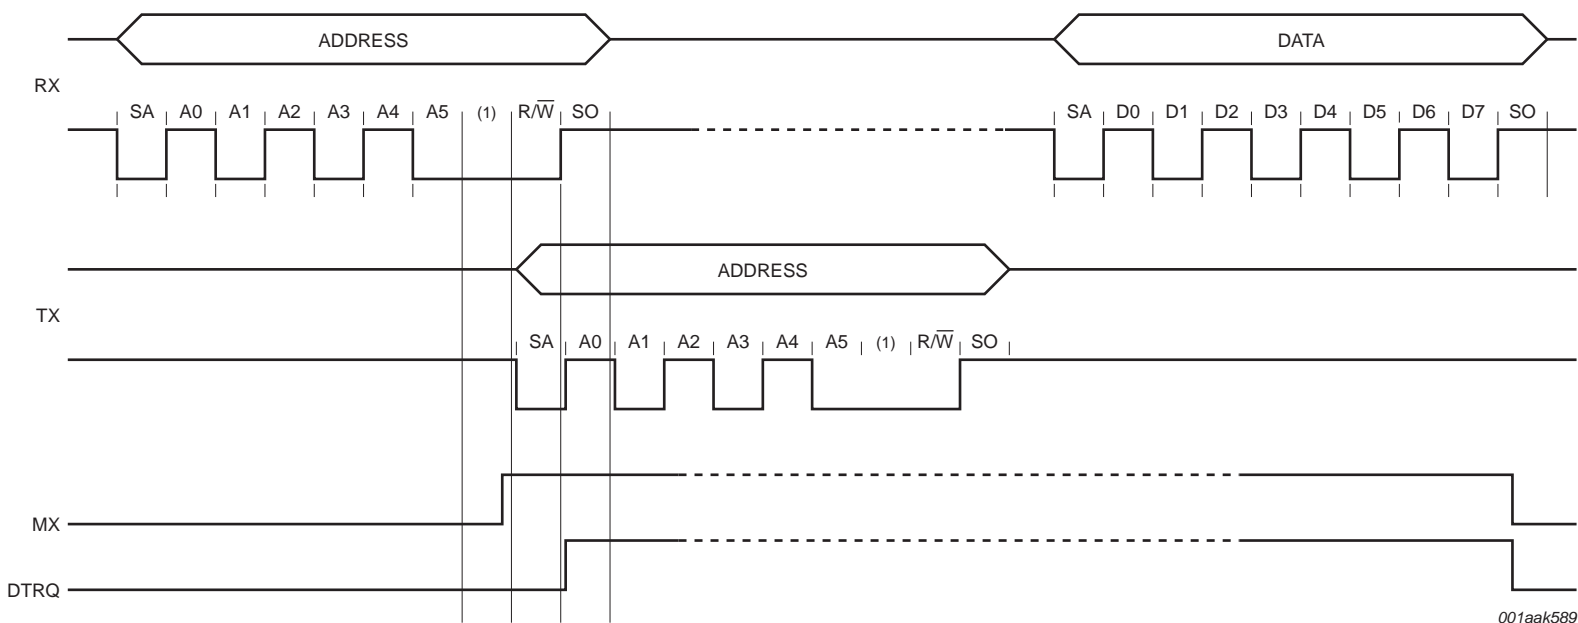 ADDRESS DATA
RX
SA A0 A1 A2 A3 A4 A5 (1) R/W̅ SO SA D0 D1 D2 D3 D4 D5 D6 D7 SO
ADDRESS
TX
SA A0 A1 A2 A3 A4 A5 (1) R/W̅ SO
MX
DTRQ
001aak589